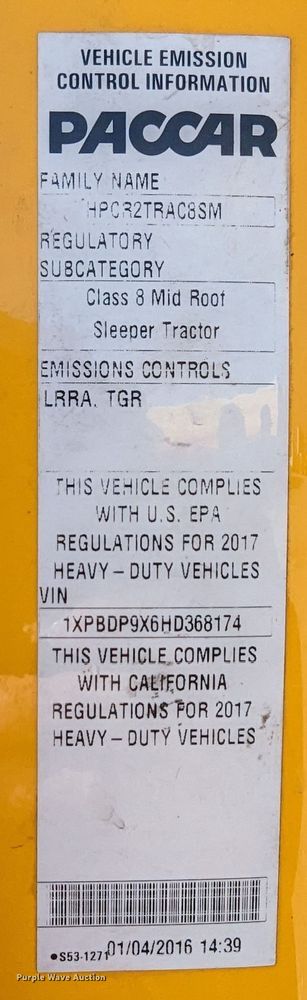 VEHICLE EMISSION
CONTROL INFORMATION
PACCAR
FAMILY NAME
HPCR2TRAC8SM
REGULATORY
SUBCATEGORY
Class 8 Mid Roof
Sleeper Tractor
EMISSIONS CONTROLS
LRRA, TGR
THIS VEHICLE COMPLIES
WITH U.S. EPA
REGULATIONS FOR 2017
HEAVY – DUTY VEHICLES
VIN
1XPBDP9X6HD368174
THIS VEHICLE COMPLIES
WITH CALIFORNIA
REGULATIONS FOR 2017
HEAVY – DUTY VEHICLES
•S53-1271 01/04/2016 14:39
Purple Wave Auction